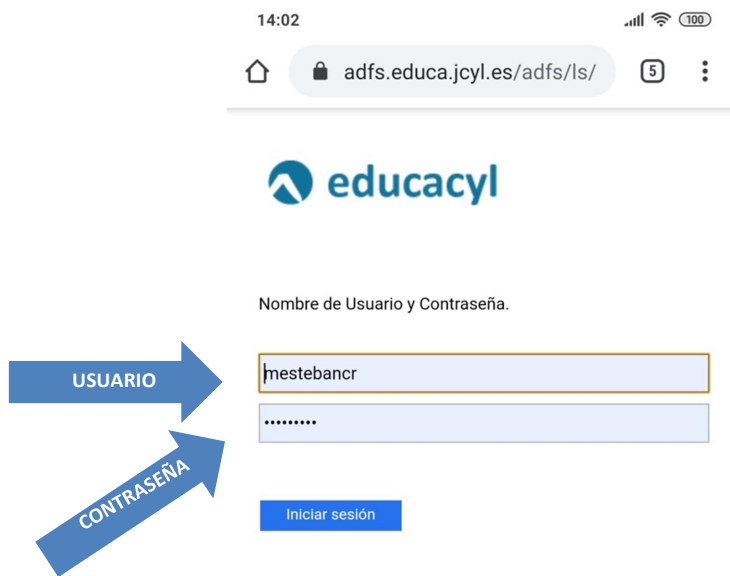 14:02
100
adfs.educa.jcyl.es/adfs/ls/
5
educacyl
Nombre de Usuario y Contraseña.
USUARIO
mestebancr
•••••••••
CONTRASEÑA
Iniciar sesión